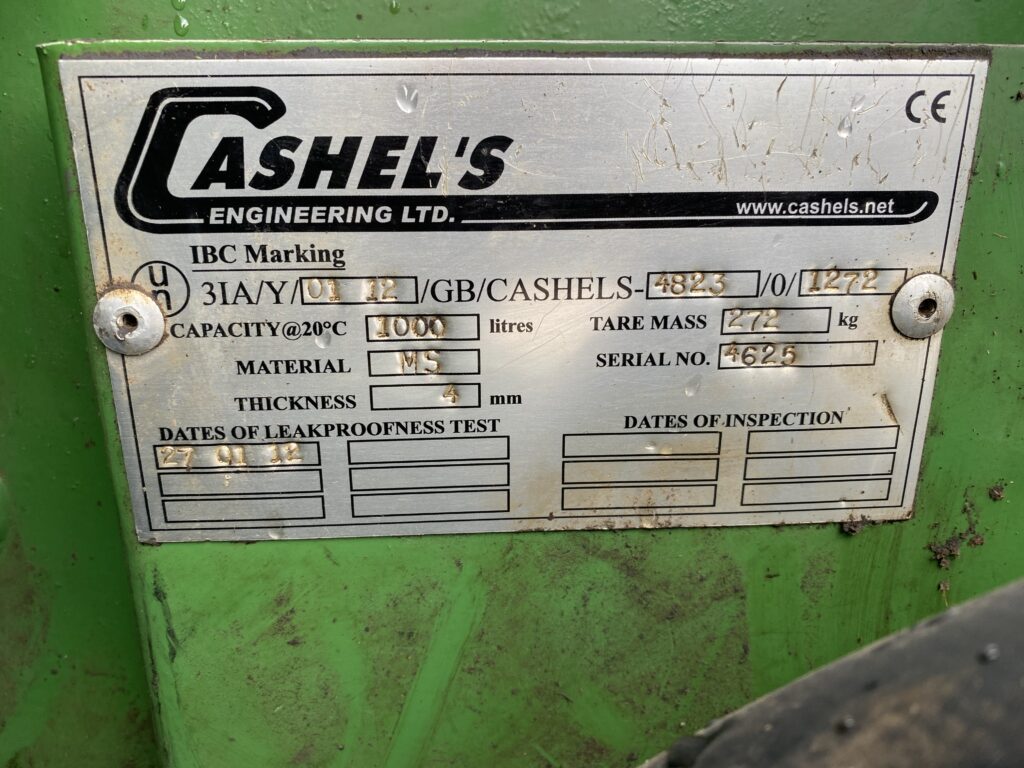 CASHEL'S
CE
ENGINEERING LTD.
www.cashels.net
IBC Marking
un 31A/Y/01 12/GB/CASHELS-4823/0/1272
CAPACITY@20°C 1000 litres TARE MASS 272 kg
MATERIAL MS SERIAL NO. 4625
THICKNESS 4 mm
DATES OF LEAKPROOFNESS TEST DATES OF INSPECTION
27 01 12